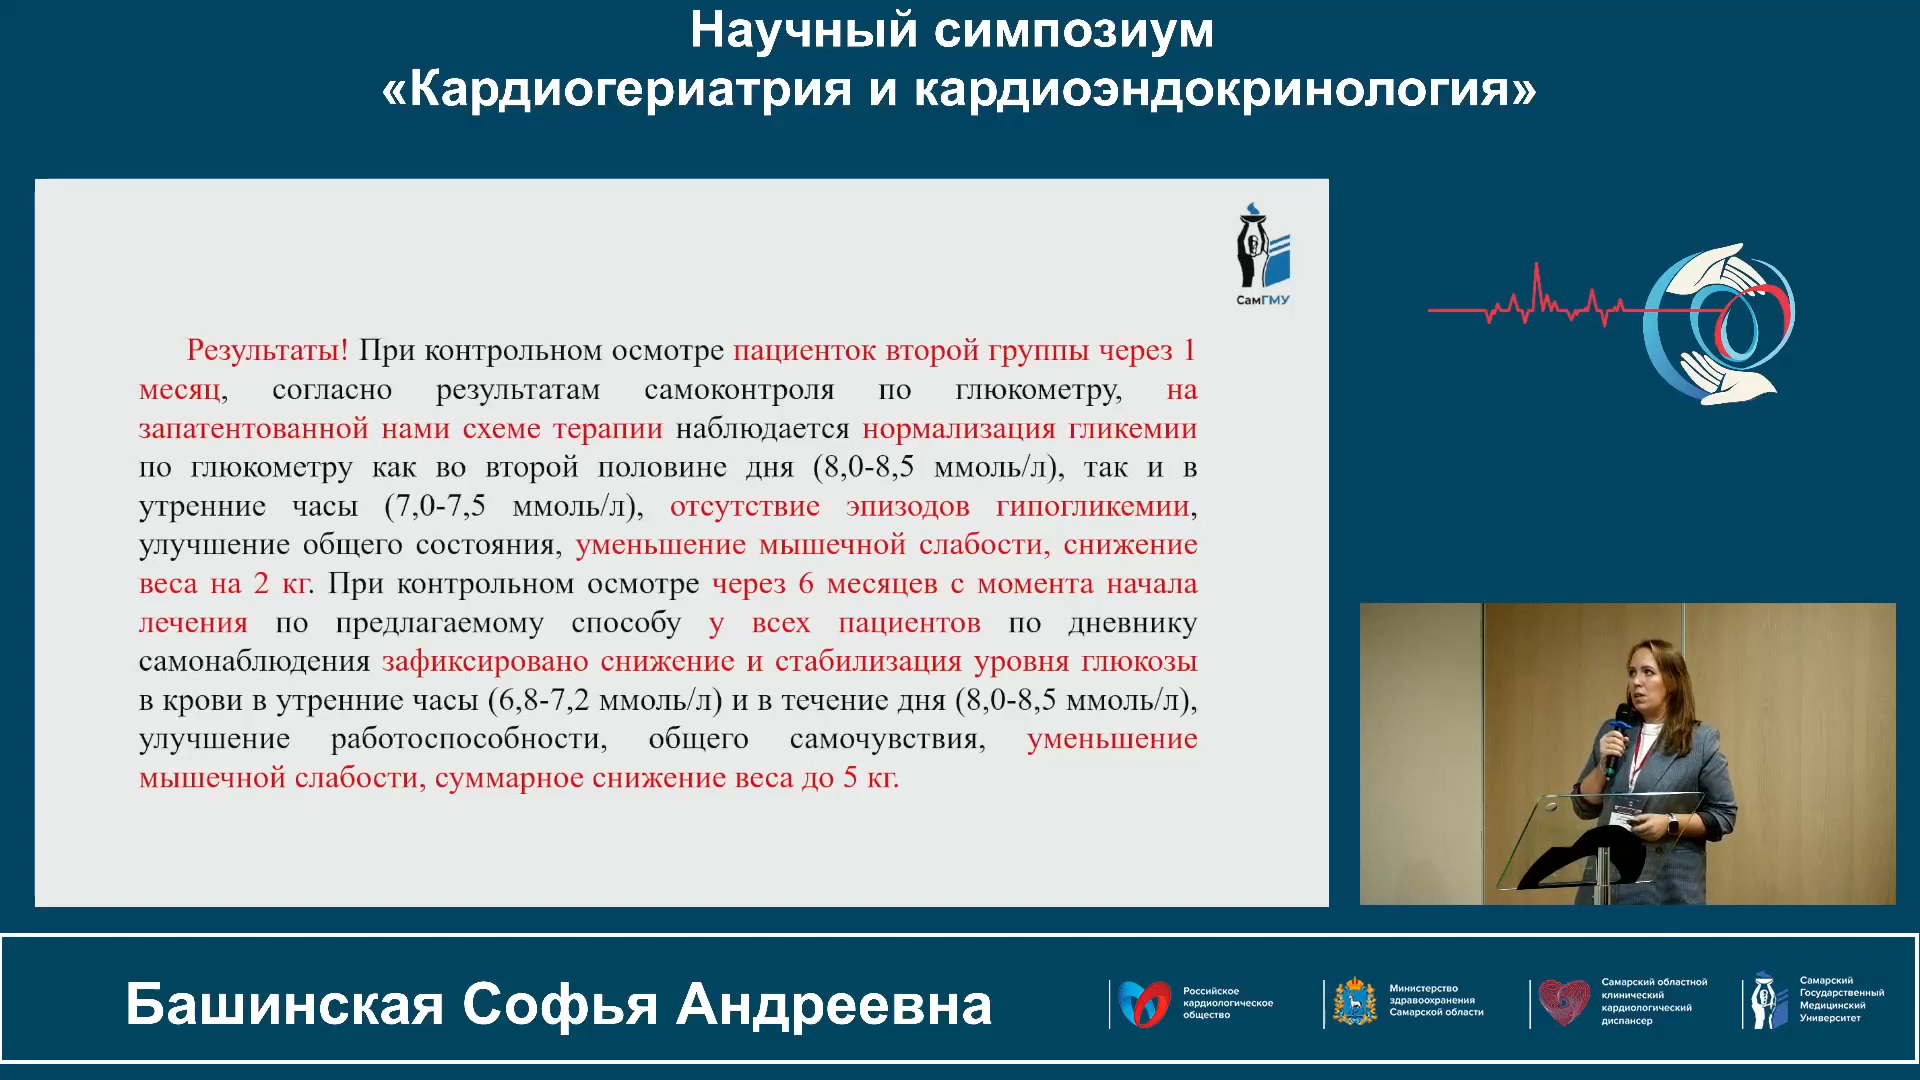 Научный симпозиум
«Кардиогериатрия и кардиоэндокринология»
СамГМУ
Результаты! При контрольном осмотре пациенток второй группы через 1
месяц, согласно результатам самоконтроля по глюкометру, на
запатентованной нами схеме терапии наблюдается нормализация гликемии
по глюкометру как во второй половине дня (8,0-8,5 ммоль/л), так и в
утренние часы (7,0-7,5 ммоль/л), отсутствие эпизодов гипогликемии,
улучшение общего состояния, уменьшение мышечной слабости, снижение
веса на 2 кг. При контрольном осмотре через 6 месяцев с момента начала
лечения по предлагаемому способу у всех пациентов по дневнику
самонаблюдения зафиксировано снижение и стабилизация уровня глюкозы
в крови в утренние часы (6,8-7,2 ммоль/л) и в течение дня (8,0-8,5 ммоль/л),
улучшение работоспособности, общего самочувствия, уменьшение
мышечной слабости, суммарное снижение веса до 5 кг.
Башинская Софья Андреевна
Российское
кардиологическое
общество
Министерство
здравоохранения
Самарской области
Самарский областной
клинический
кардиологический
диспансер
Самарский
Государственный
Медицинский
Университет